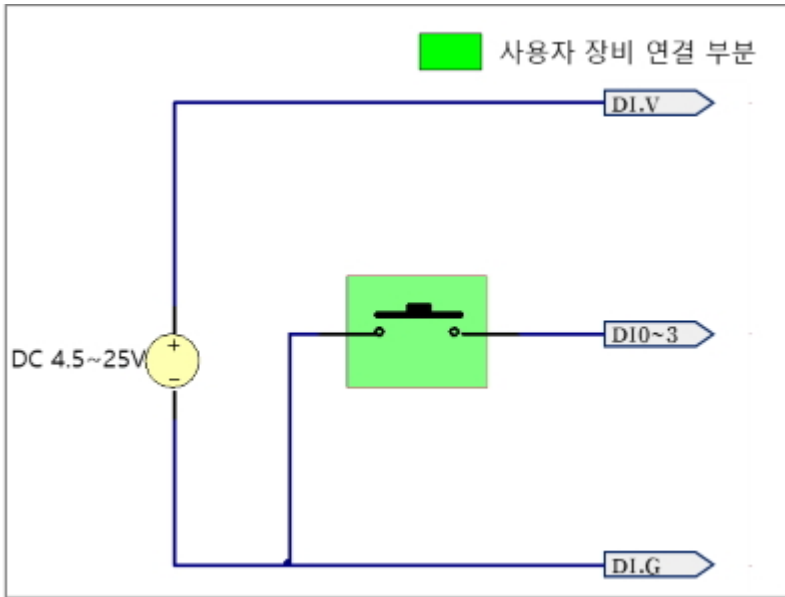 사용자 장비 연결 부분
DI.V
DI0~3
DC 4.5~25V
+
−
DI.G